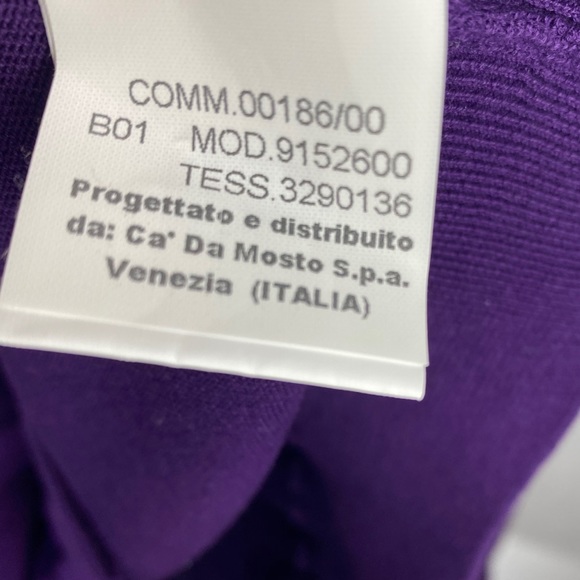 COMM.00186/00
B01 MOD.9152600
TESS.3290136
Progettato e distribuito
da: Ca' Da Mosto S.p.a.
Venezia (ITALIA)